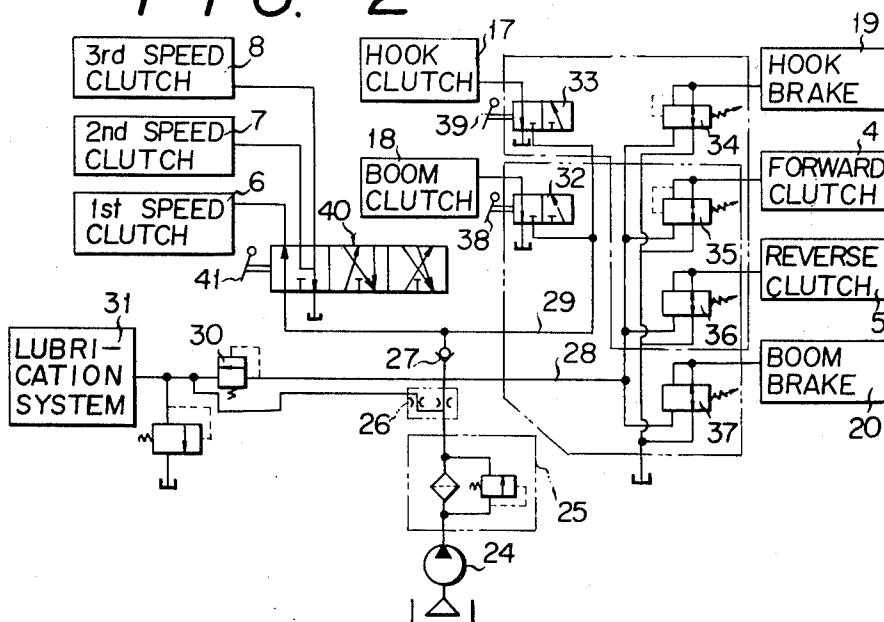 FIG. 2
3rd SPEED
CLUTCH
8
HOOK
CLUTCH
17
33
39
19
HOOK
BRAKE
34
2nd SPEED
CLUTCH
7
18
BOOM
CLUTCH
32
38
4
FORWARD
CLUTCH
35
1st SPEED
CLUTCH
6
40
41
REVERSE
CLUTCH
5
36
31
LUBRI-
CATION
SYSTEM
30
29
27
28
26
BOOM
BRAKE
20
37
25
24